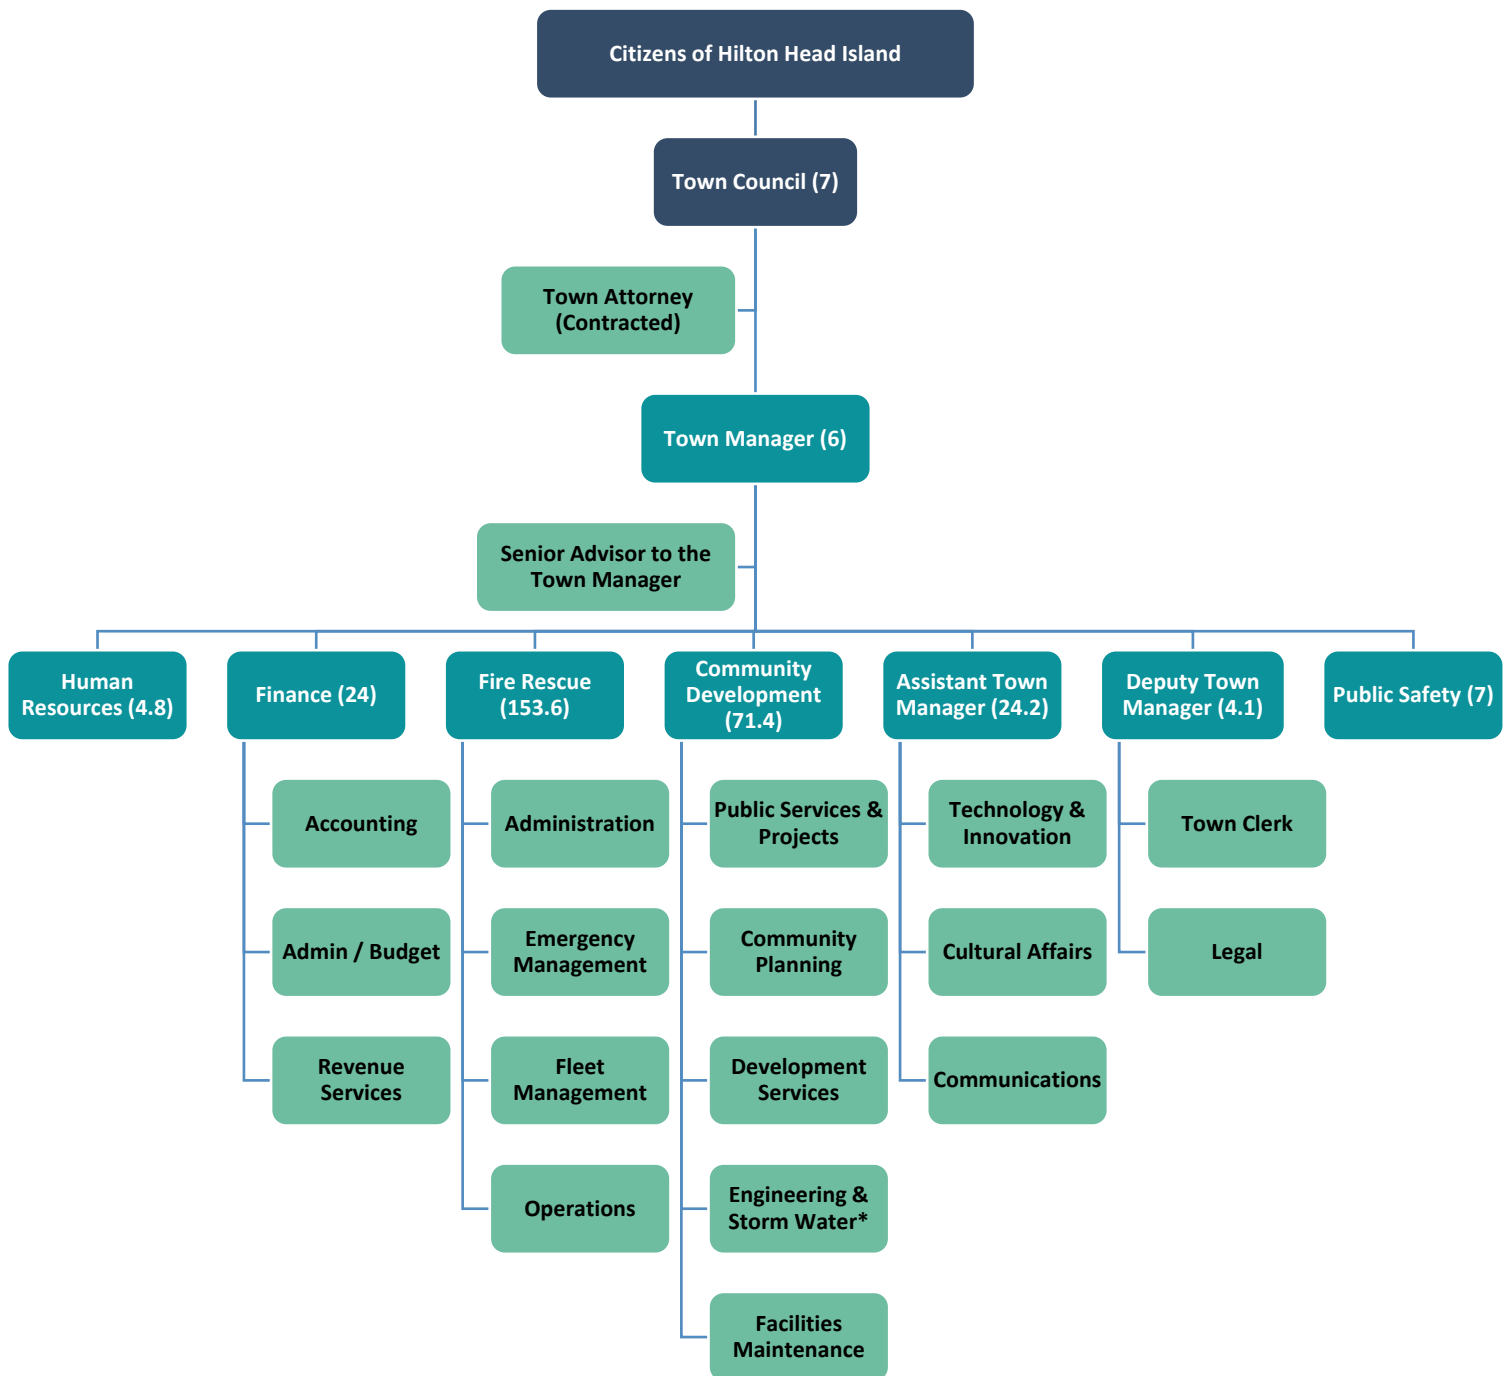 Citizens of Hilton Head Island
Town Council (7)
Town Attorney
(Contracted)
Town Manager (6)
Senior Advisor to the
Town Manager
Human
Resources (4.8)
Finance (24)
Fire Rescue
(153.6)
Community
Development
(71.4)
Assistant Town
Manager (24.2)
Deputy Town
Manager (4.1)
Public Safety (7)
Accounting
Administration
Public Services &
Projects
Technology &
Innovation
Town Clerk
Admin / Budget
Emergency
Management
Community
Planning
Cultural Affairs
Legal
Revenue
Services
Fleet
Management
Development
Services
Communications
Operations
Engineering &
Storm Water*
Facilities
Maintenance